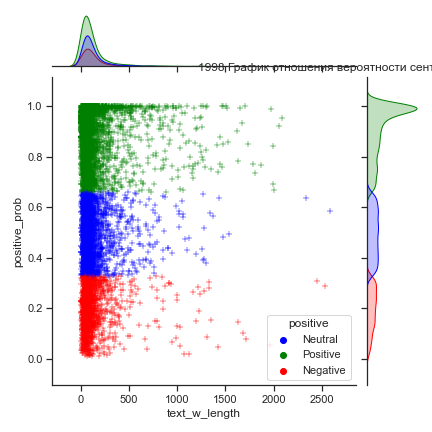 1998 График отношения вероятности сент
1.0
0.8
0.6
0.4
0.2
0.0
positive_prob
0
500
1000
1500
2000
2500
text_w_length
positive
Neutral
Positive
Negative